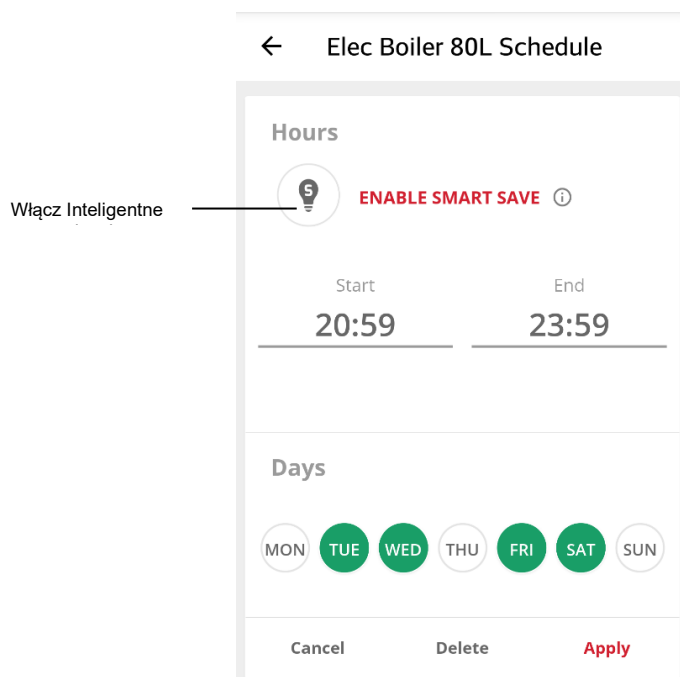 Elec Boiler 80L Schedule
Hours
S
ENABLE SMART SAVE
Włącz Inteligentne
Start End
20:59 23:59
Days
MON TUE WED THU FRI SAT SUN
Cancel Delete Apply